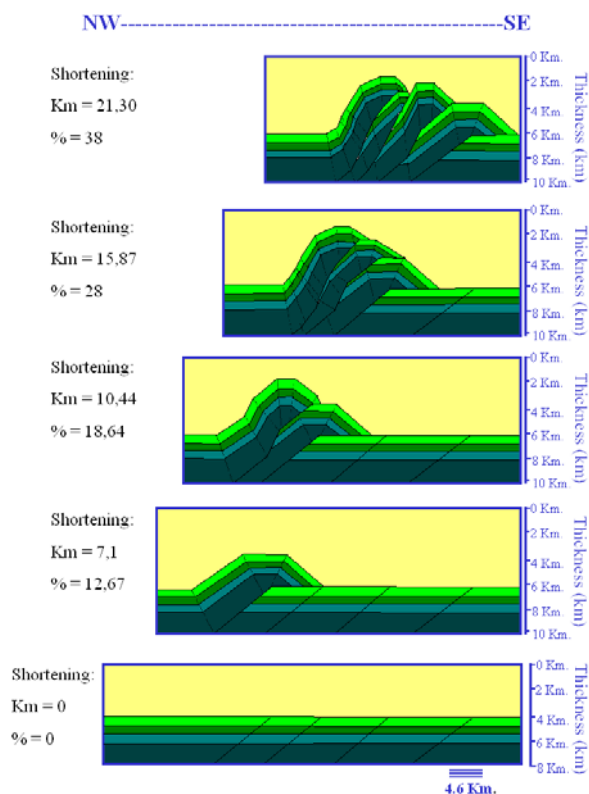 NW------------------------------------------------SE
Shortening:
Km = 21,30
% = 38
0 Km.
2 Km.
4 Km.
6 Km.
8 Km.
10 Km.
Thickness (km)
Shortening:
Km = 15,87
% = 28
0 Km.
2 Km.
4 Km.
6 Km.
8 Km.
10 Km.
Thickness (km)
Shortening:
Km = 10,44
% = 18,64
0 Km.
2 Km.
4 Km.
6 Km.
8 Km.
10 Km.
Thickness (km)
Shortening:
Km = 7,1
% = 12,67
0 Km.
2 Km.
4 Km.
6 Km.
8 Km.
10 Km.
Thickness (km)
Shortening:
Km = 0
% = 0
0 Km.
2 Km.
4 Km.
6 Km.
8 Km.
Thickness (km)
4.6 Km.